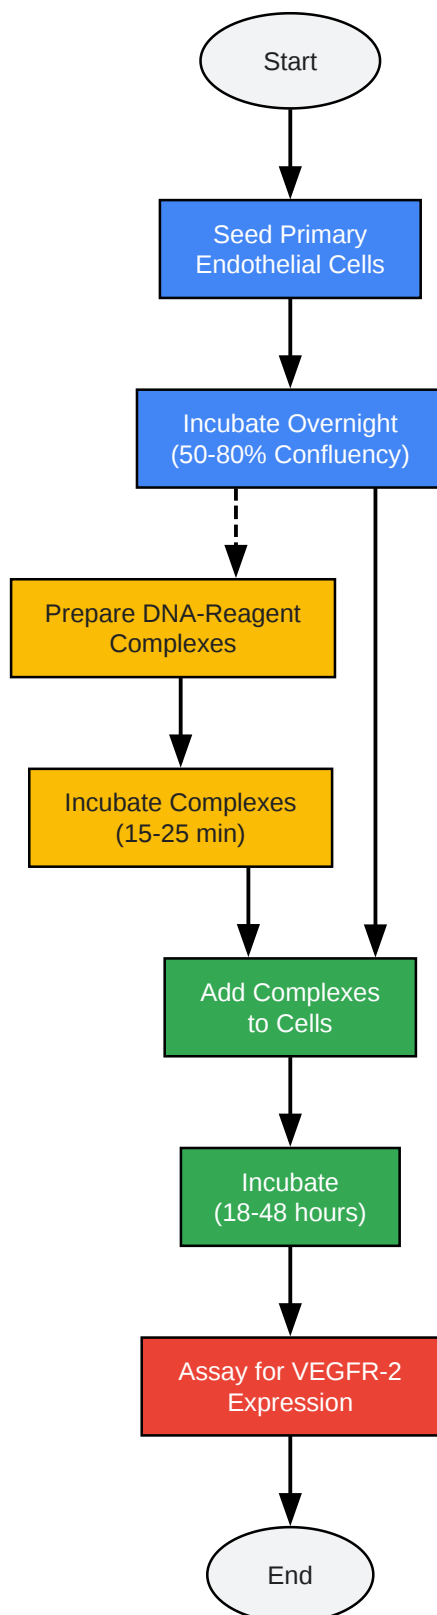 Start
Seed Primary
Endothelial Cells
Incubate Overnight
(50-80% Confluency)
Prepare DNA-Reagent
Complexes
Incubate Complexes
(15-25 min)
Add Complexes
to Cells
Incubate
(18-48 hours)
Assay for VEGFR-2
Expression
End